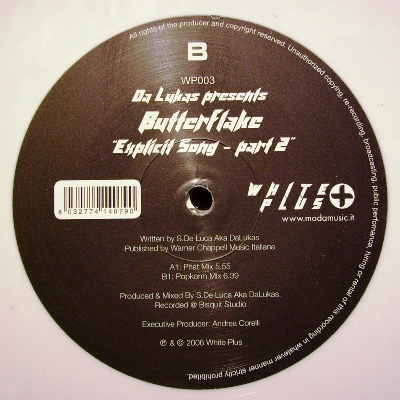 All rights of the producer and copyright reserved. Unauthorized copying, re-recording, broadcasting, public performance, hiring or rental of this recording in whatever manner strictly prohibited.
B
WP003
Da Lukas presents
Butterflake
"Explicit Song - part 2"
WHITE
PLUS
www.modamusic.it
8 032774 140790
Written by S.De Luca Aka DaLukas
Published by Warner Chappell Music Italiana
A1: Phat Mix 5.55
B1: Popkorn Mix 6.39
Produced & Mixed By S.De Luca Aka DaLukas.
Recorded @ Bisquit Studio
Executive Producer: Andrea Corelli
℗ & © 2006 White Plus